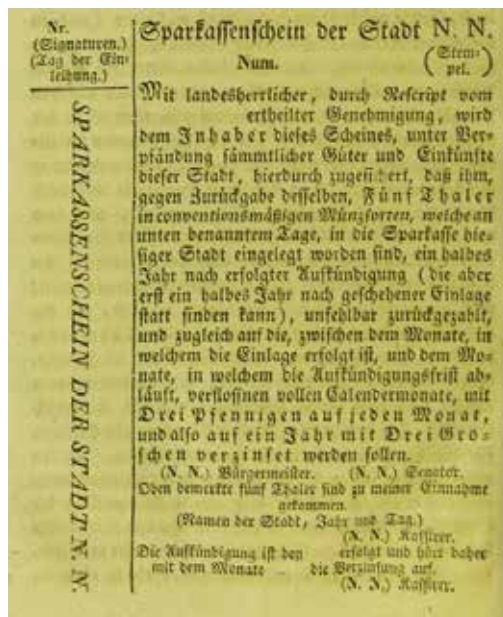 Nr.
(Signaturen.)
(Tag der Ein-
leihung.)
SPARKASSENSCHEIN DER STADT N. N.
Sparkassenschein der Stadt N. N.
Num.
(Stem-
pel.)
Mit landesherrlicher, durch Rescript vom
ertheilter Genehmigung, wird
dem Inhaber dieses Scheines, unter Ver-
pfändung sämmtlicher Güter und Einkünfte
dieser Stadt, hierdurch zugesichert, daß ihm,
gegen Zurückgabe desselben, Fünf Thaler
in conventionsmäßigen Münzsorten, welche an
unten benanntem Tage, in die Sparkasse hie-
siger Stadt eingelegt worden sind, ein halbes
Jahr nach erfolgter Aufkündigung (die aber
erst ein halbes Jahr nach geschehener Einlage
statt finden kann), unfehlbar zurückgezahlt,
und zugleich auf die, zwischen dem Monate, in
welchem die Einlage erfolgt ist, und dem Mo-
nate, in welchem die Aufkündigungsfrist ab-
läuft, verflossnen vollen Calendermonate, mit
Drei Pfennigen auf jeden Monat,
und also auf ein Jahr mit Drei Gro-
schen verzinset werden sollen.
(N. N.) Bürgermeister. (N. N.) Senator.
Oben bemerkte fünf Thaler sind zu meiner Einnahme
gekommen.
(Namen der Stadt, Jahr und Tag.)
(N. N.) Kassirer.
Die Aufkündigung ist den erfolgt und hört daher
mit dem Monate die Verzinsung auf.
(N. N.) Kassirer.